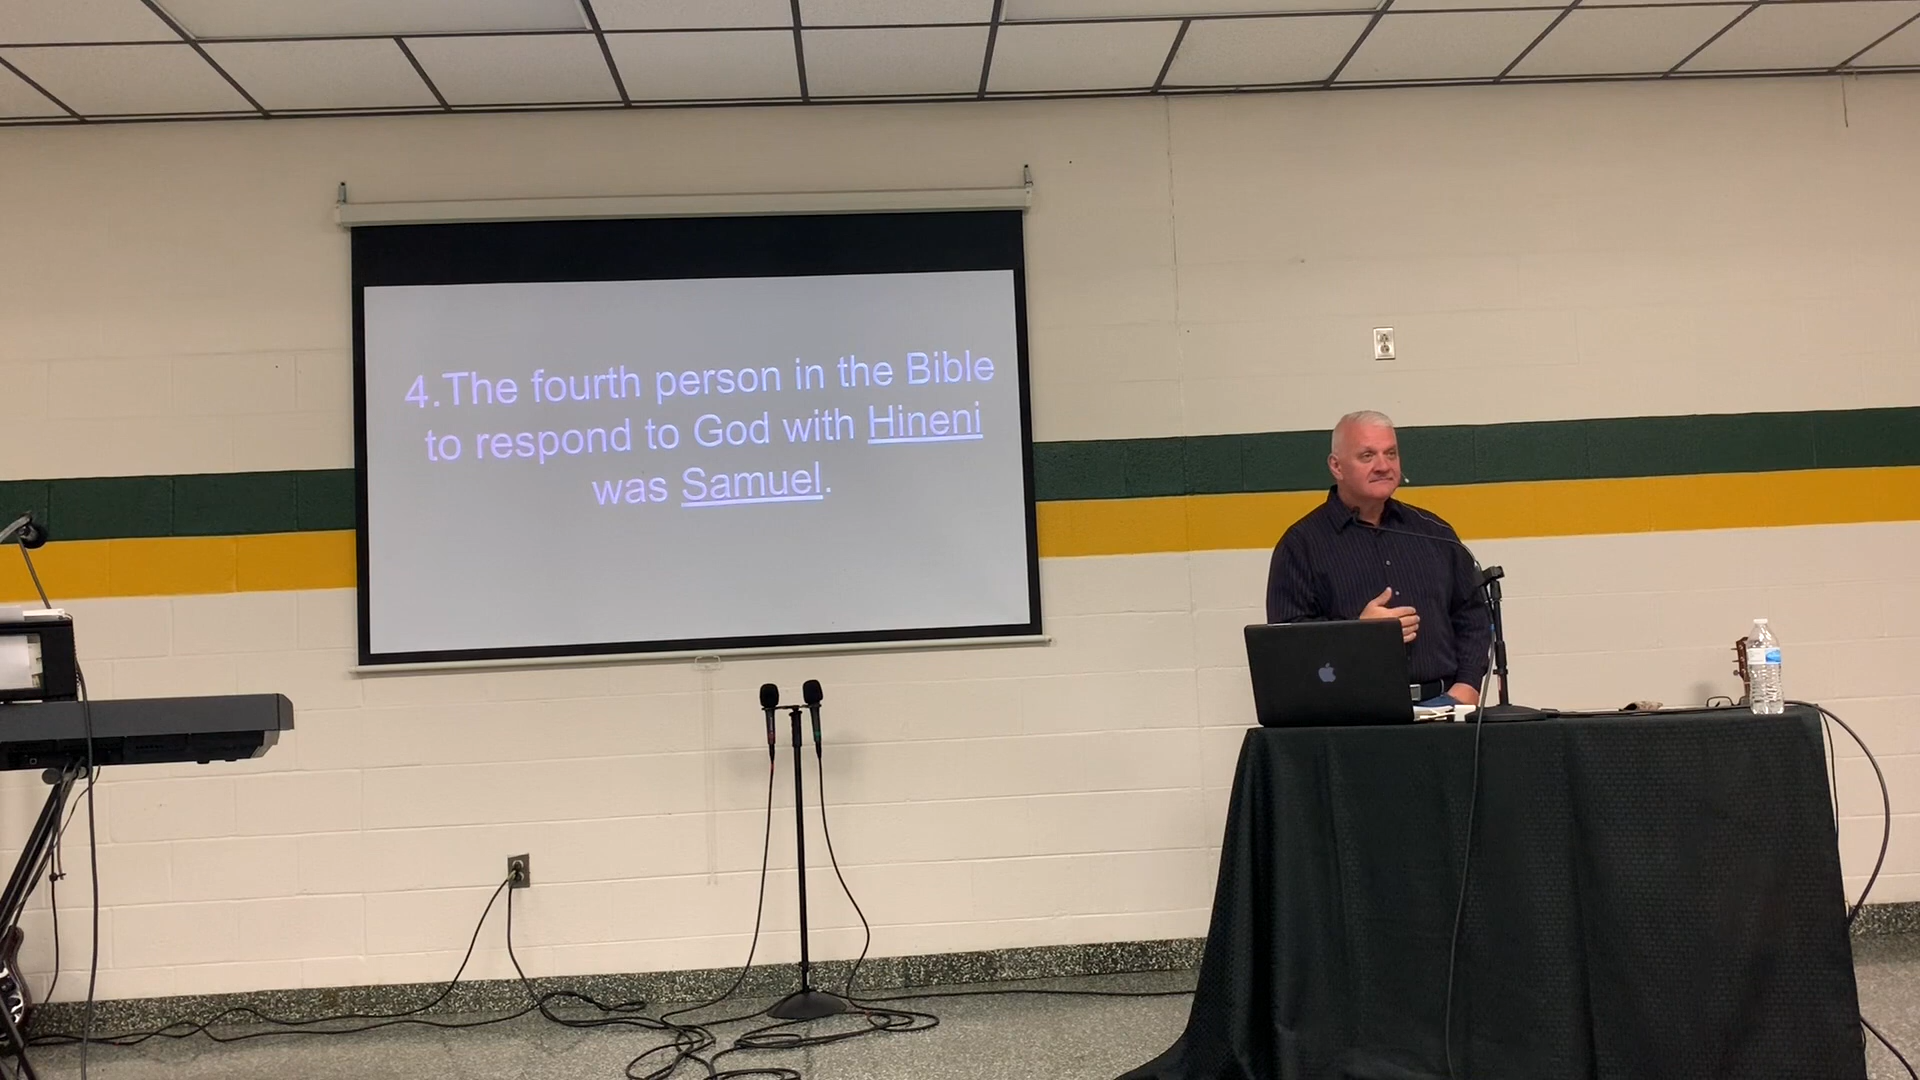 4.The fourth person in the Bible
to respond to God with Hineni
was Samuel.